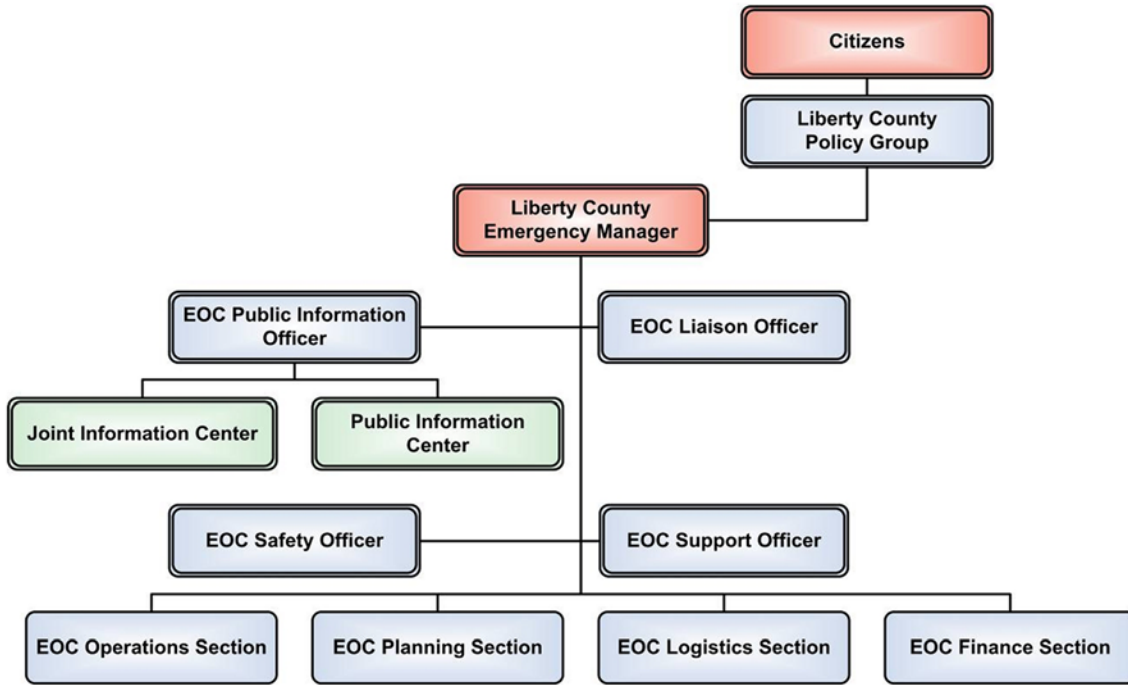 Citizens
Liberty County
Policy Group
Liberty County
Emergency Manager
EOC Public Information
Officer
EOC Liaison Officer
Joint Information Center
Public Information
Center
EOC Safety Officer
EOC Support Officer
EOC Operations Section
EOC Planning Section
EOC Logistics Section
EOC Finance Section